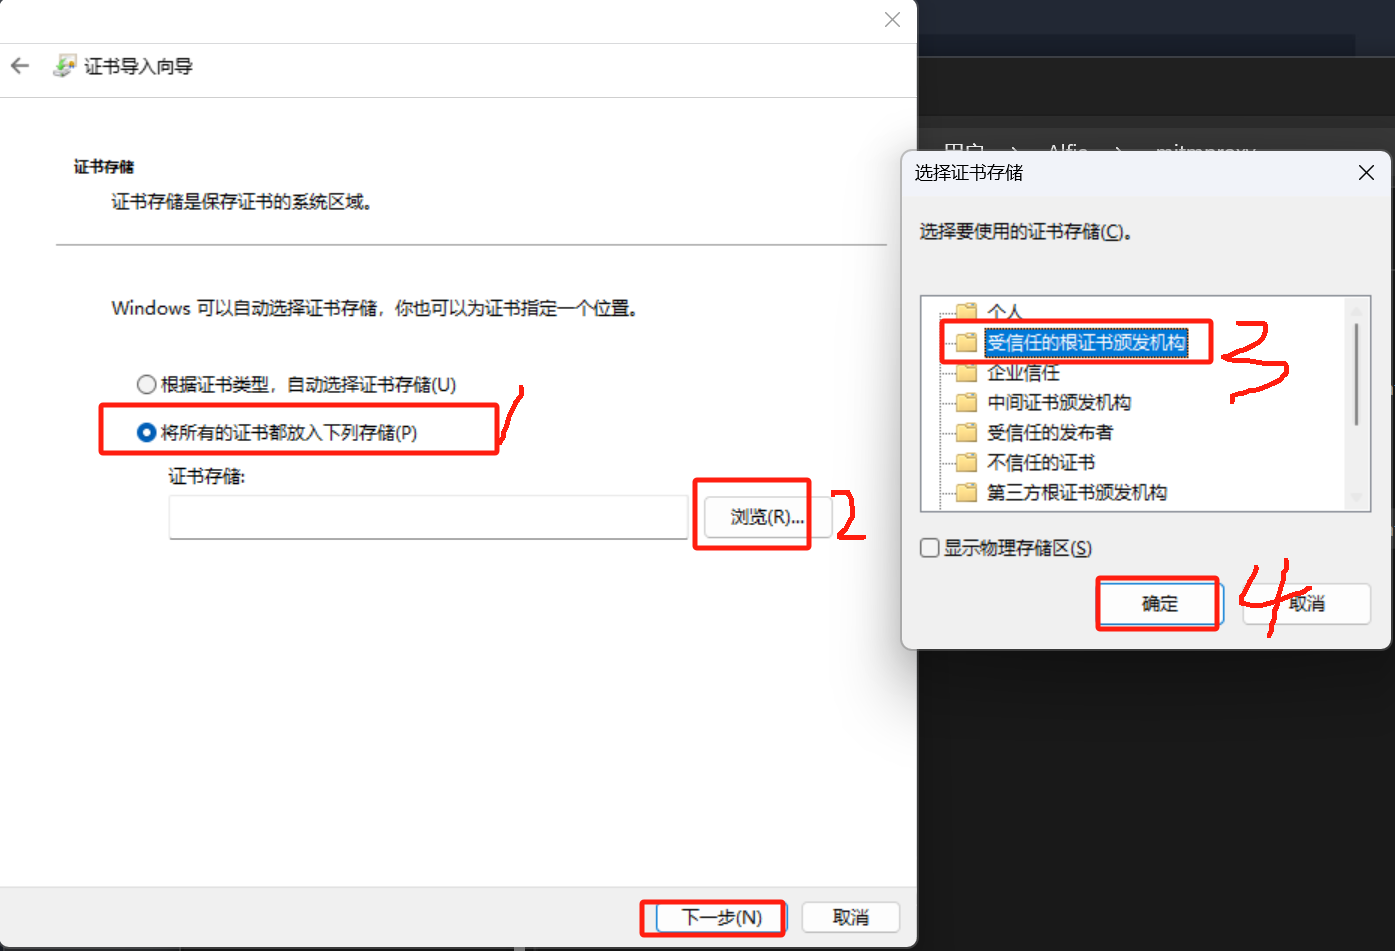 证书导入向导
证书存储
证书存储是保存证书的系统区域。
Windows 可以自动选择证书存储，你也可以为证书指定一个位置。
根据证书类型，自动选择证书存储(U)
将所有的证书都放入下列存储(P)
1
证书存储:
浏览(R)...
2
下一步(N)
取消
用户 > Alfie > .mitmproxy
选择证书存储
选择要使用的证书存储(C)。
个人
受信任的根证书颁发机构
3
企业信任
中间证书颁发机构
受信任的发布者
不信任的证书
第三方根证书颁发机构
显示物理存储区(S)
确定
4
取消